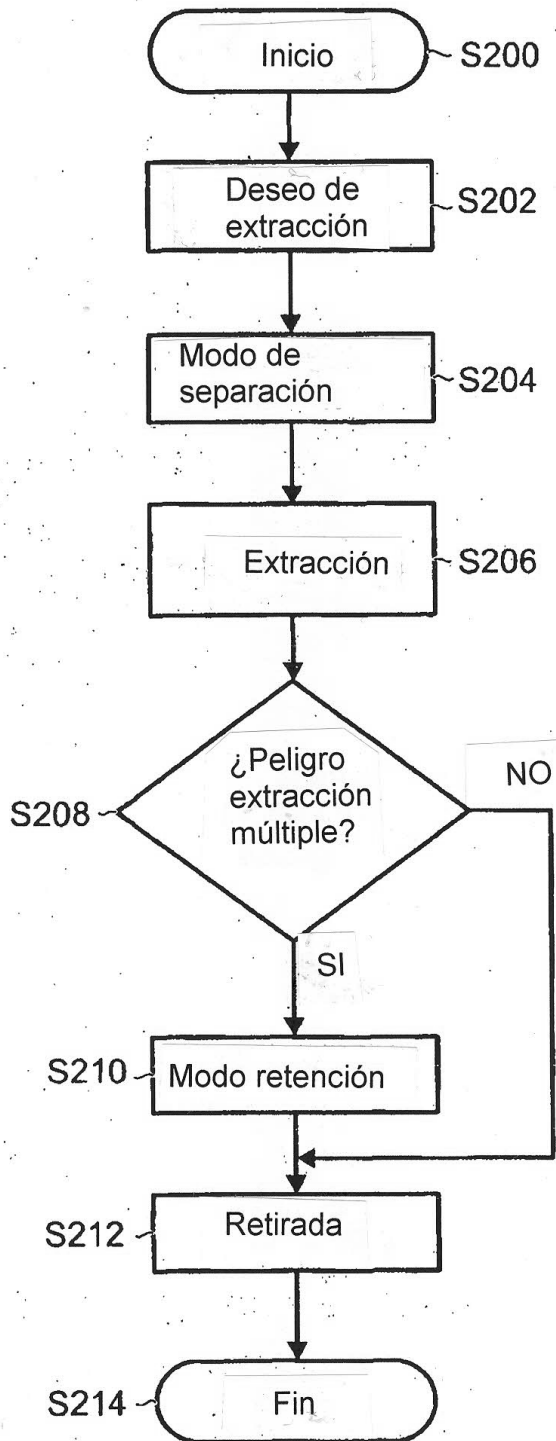 Inicio
S200
Deseo de
extracción
S202
Modo de
separación
S204
Extracción
S206
¿Peligro
extracción
múltiple?
S208
NO
SI
S210
Modo retención
Retirada
S212
S214
Fin